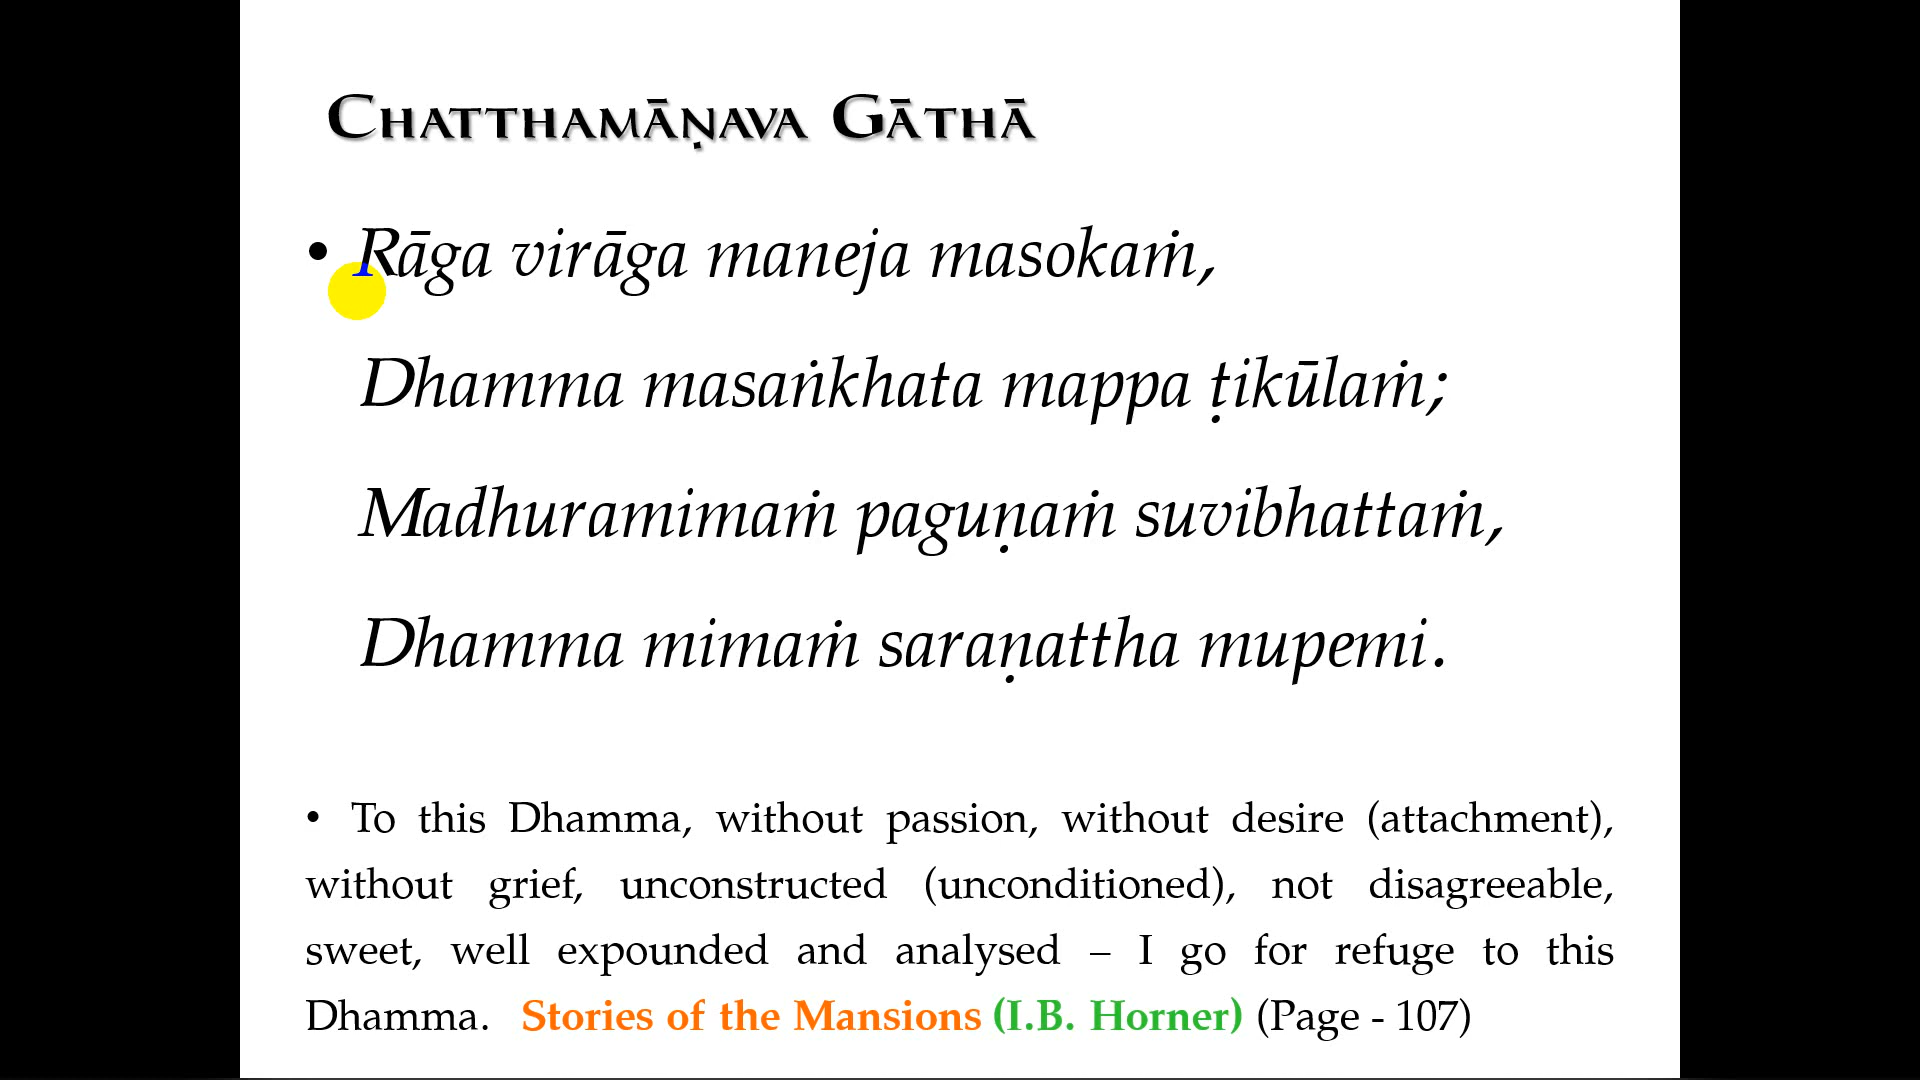 Chatthamāṇava Gāthā
• Rāga virāga maneja masokaṁ,
Dhamma masaṅkhata mappa ṭikūlaṁ;
Madhuramimaṁ paguṇaṁ suvibhattaṁ,
Dhamma mimaṁ saraṇattha mupemi.
• To this Dhamma, without passion, without desire (attachment),
without grief, unconstructed (unconditioned), not disagreeable,
sweet, well expounded and analysed – I go for refuge to this
Dhamma. Stories of the Mansions (I.B. Horner) (Page - 107)